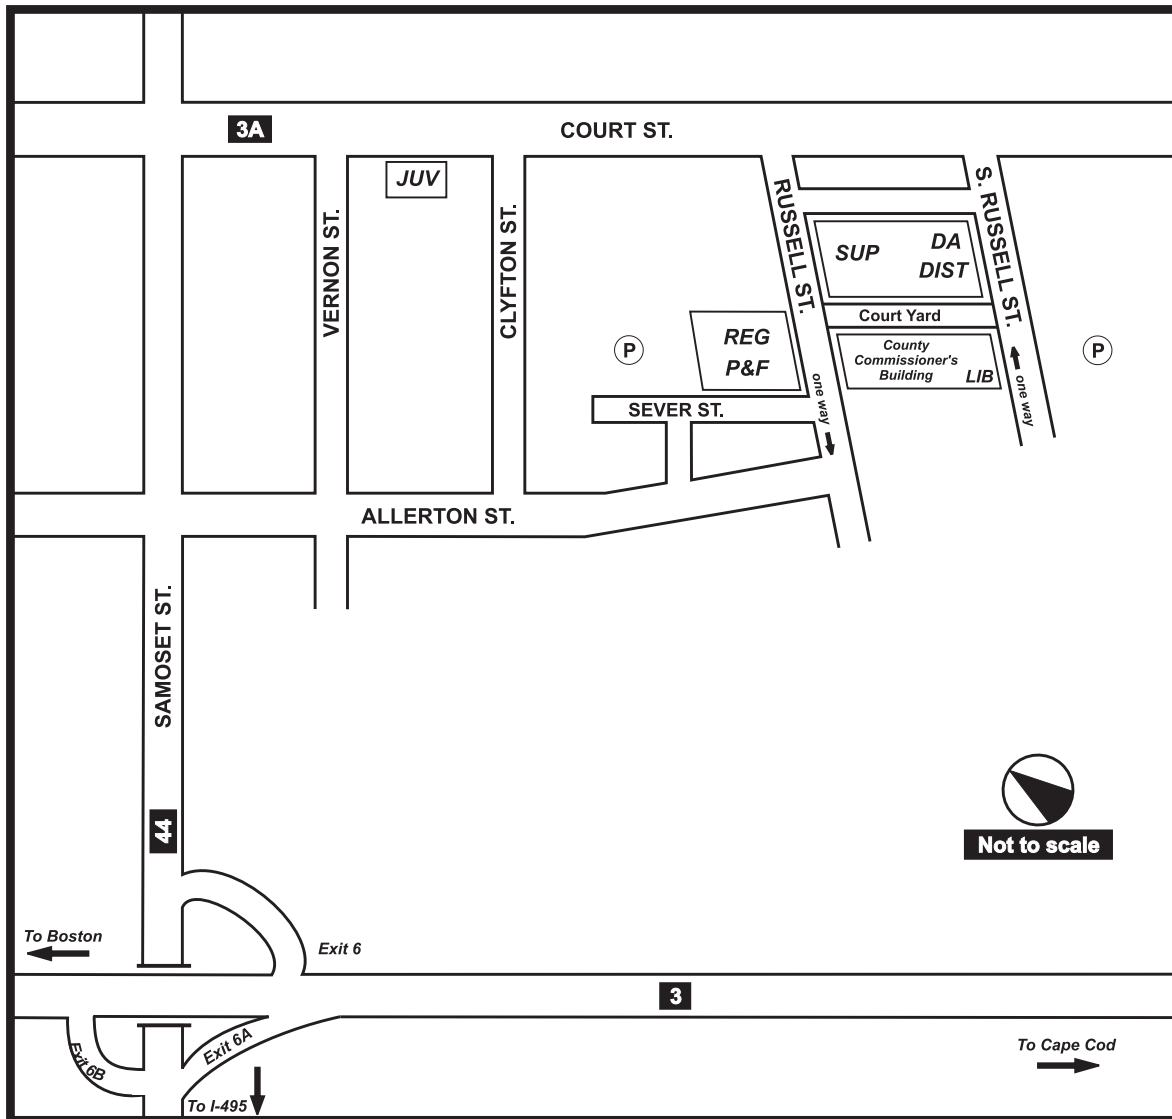 3A
COURT ST.
JUV
VERNON ST.
CLYFTON ST.
RUSSELL ST.
S. RUSSELL ST.
SUP
DA
DIST
Court Yard
County
Commissioner's
Building
LIB
REG
P&F
P
P
one way
one way
SEVER ST.
ALLERTON ST.
SAMOSET ST.
44
Not to scale
To Boston
Exit 6
3
Exit 6A
Exit 6B
To I-495
To Cape Cod